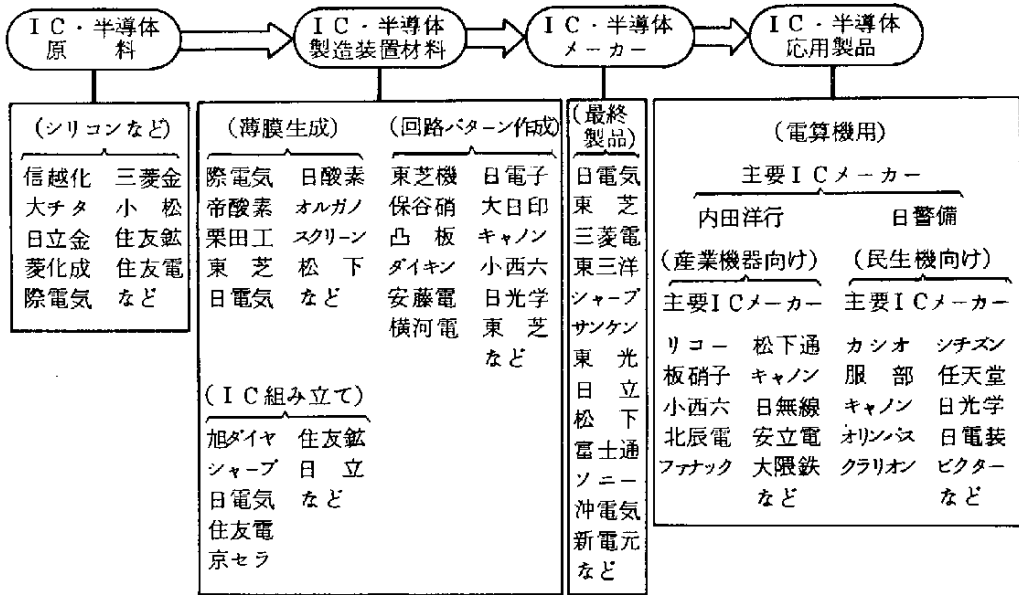 IC・半導体
原料
IC・半導体
製造装置材料
IC・半導体
メーカー
IC・半導体
応用製品
(シリコンなど)
信越化 三菱金
大チタ 小松
日立金 住友鉱
菱化成 住友電
際電気 など
(薄膜生成)
際電気 日酸素
帝酸素 オルガノ
栗田工 スクリーン
東芝 松下
日電気 など
(回路パターン作成)
東芝機 日電子
保谷硝 大日印
凸板 キャノン
ダイキン 小西六
安藤電 日光学
横河電 東芝
など
(IC組み立て)
旭ダイヤ 住友鉱
シャープ 日立
日電気 など
住友電
京セラ
(最終
製品)
日電気
東芝
三菱電
東三洋
シャープ
サンケン
東光
日立
松下
富士通
ソニー
沖電気
新電元
など
(電算機用)
主要ICメーカー
内田洋行 日警備
(産業機器向け)
主要ICメーカー
リコー 松下通
板硝子 キャノン
小西六 日無線
北辰電 安立電
ファナック 大隈鉄
など
(民生機向け)
主要ICメーカー
カシオ シチズン
服部 任天堂
キャノン 日光学
オリンパス 日電装
クラリオン ビクター
など